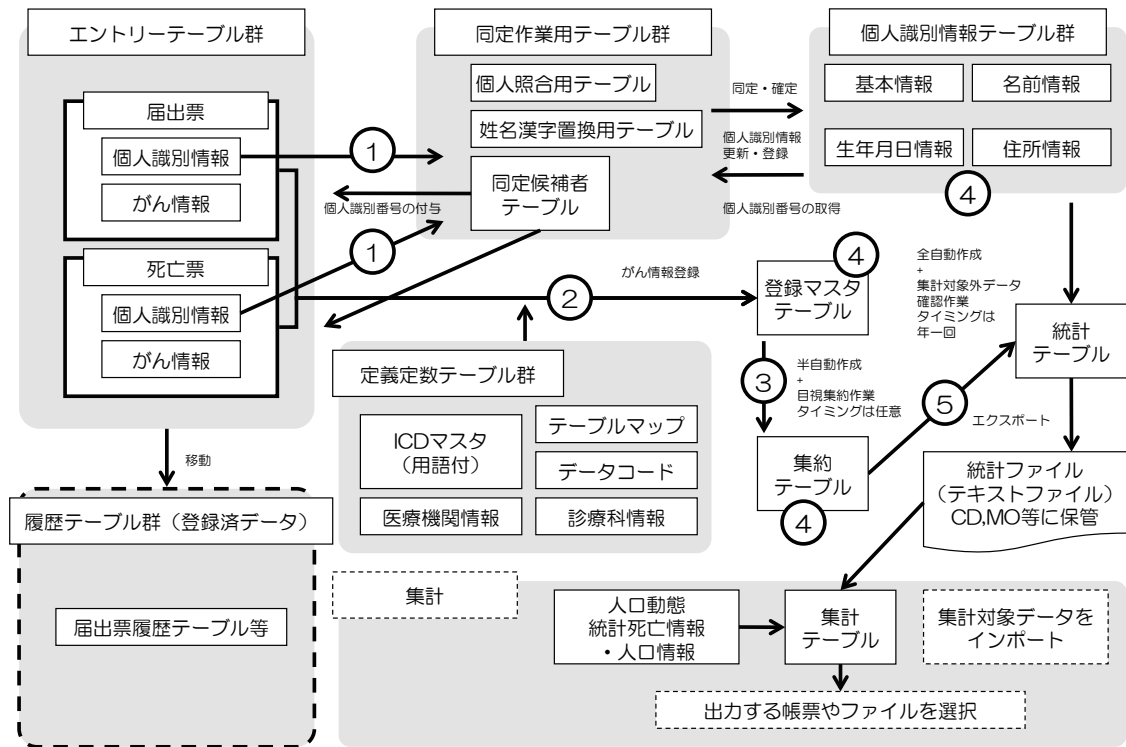 エントリーテーブル群
届出票
個人識別情報
がん情報
死亡票
個人識別情報
がん情報
移動
履歴テーブル群（登録済データ）
届出票履歴テーブル等
同定作業用テーブル群
個人照合用テーブル
姓名漢字置換用テーブル
同定候補者
テーブル
①
個人識別番号の付与
①
同定・確定
個人識別情報
更新・登録
個人識別番号の取得
個人識別情報テーブル群
基本情報
名前情報
生年月日情報
住所情報
④
②
がん情報登録
④
登録マスタ
テーブル
③
半自動作成
+
目視集約作業
タイミングは任意
集約
テーブル
④
全自動作成
+
集計対象外データ
確認作業
タイミングは
年一回
⑤
統計
テーブル
エクスポート
統計ファイル
（テキストファイル）
CD,MO等に保管
定義定数テーブル群
ICDマスタ
（用語付）
テーブルマップ
データコード
医療機関情報
診療科情報
集計
人口動態
統計死亡情報
・人口情報
集計
テーブル
集計対象データを
インポート
出力する帳票やファイルを選択